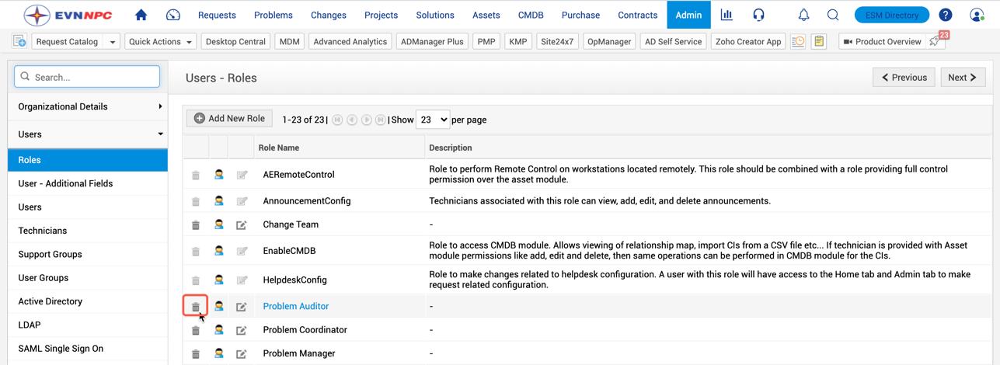 EVNNPC Requests Problems Changes Projects Solutions Assets CMDB Purchase Contracts Admin ESM Directory ?
Request Catalog Quick Actions Desktop Central MDM Advanced Analytics ADManager Plus PMP KMP Site24x7 OpManager AD Self Service Zoho Creator App Product Overview 23
Search...
Organizational Details
Users
Roles
User - Additional Fields
Users
Technicians
Support Groups
User Groups
Active Directory
LDAP
SAML Single Sign On
Users - Roles
Previous Next
Add New Role 1-23 of 23 | | Show 23 per page
Role Name Description
AERemoteControl Role to perform Remote Control on workstations located remotely. This role should be combined with a role providing full control
permission over the asset module.
AnnouncementConfig Technicians associated with this role can view, add, edit, and delete announcements.
Change Team -
EnableCMDB Role to access CMDB module. Allows viewing of relationship map, import CIs from a CSV file etc... If technician is provided with Asset
module permissions like add, edit and delete, then same operations can be performed in CMDB module for the CIs.
HelpdeskConfig Role to make changes related to helpdesk configuration. A user with this role will have access to the Home tab and Admin tab to make
request related configuration.
Problem Auditor -
Problem Coordinator -
Problem Manager -